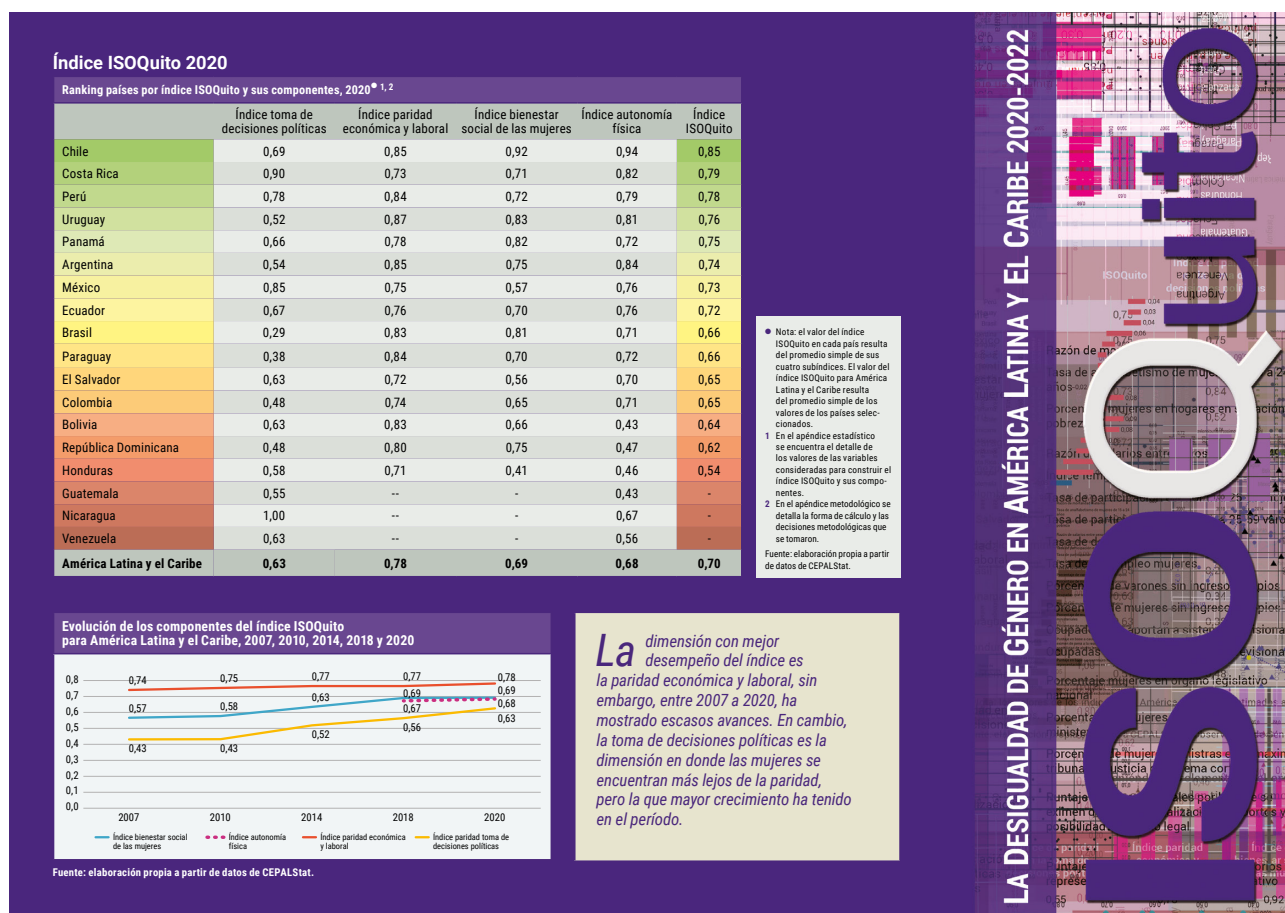 Índice ISOQuito 2020
Ranking países por índice ISOQuito y sus componentes, 2020● 1, 2
Índice toma de decisiones políticas Índice paridad económica y laboral Índice bienestar social de las mujeres Índice autonomía física Índice ISOQuito
Chile 0,69 0,85 0,92 0,94 0,85
Costa Rica 0,90 0,73 0,71 0,82 0,79
Perú 0,78 0,84 0,72 0,79 0,78
Uruguay 0,52 0,87 0,83 0,81 0,76
Panamá 0,66 0,78 0,82 0,72 0,75
Argentina 0,54 0,85 0,75 0,84 0,74
México 0,85 0,75 0,57 0,76 0,73
Ecuador 0,67 0,76 0,70 0,76 0,72
Brasil 0,29 0,83 0,81 0,71 0,66
Paraguay 0,38 0,84 0,70 0,72 0,66
El Salvador 0,63 0,72 0,56 0,70 0,65
Colombia 0,48 0,74 0,65 0,71 0,65
Bolivia 0,63 0,83 0,66 0,43 0,64
República Dominicana 0,48 0,80 0,75 0,47 0,62
Honduras 0,58 0,71 0,41 0,46 0,54
Guatemala 0,55 -- - 0,43 -
Nicaragua 1,00 -- - 0,67 -
Venezuela 0,63 -- - 0,56 -
América Latina y el Caribe 0,63 0,78 0,69 0,68 0,70
● Nota: el valor del índice
ISOQuito en cada país resulta
del promedio simple de sus
cuatro subíndices. El valor del
índice ISOQuito para América
Latina y el Caribe resulta
del promedio simple de los
valores de los países selec-
cionados.
1 En el apéndice estadístico
se encuentra el detalle de
los valores de las variables
consideradas para construir el
índice ISOQuito y sus compo-
nentes.
2 En el apéndice metodológico se
detalla la forma de cálculo y las
decisiones metodológicas que
se tomaron.
Fuente: elaboración propia a partir
de datos de CEPALStat.
Evolución de los componentes del índice ISOQuito
para América Latina y el Caribe, 2007, 2010, 2014, 2018 y 2020
0,8
0,7
0,6
0,5
0,4
0,3
0,2
0,1
0,0
0,74 0,75 0,77 0,77 0,78
0,57 0,58 0,63 0,69 0,69
0,67 0,68
0,43 0,43 0,52 0,56 0,63
2007 2010 2014 2018 2020
Índice bienestar social de las mujeres
Índice autonomía física
Índice paridad económica y laboral
Índice paridad toma de decisiones políticas
Fuente: elaboración propia a partir de datos de CEPALStat.
La dimensión con mejor
desempeño del índice es
la paridad económica y laboral, sin
embargo, entre 2007 a 2020, ha
mostrado escasos avances. En cambio,
la toma de decisiones políticas es la
dimensión en donde las mujeres se
encuentran más lejos de la paridad,
pero la que mayor crecimiento ha tenido
en el período.
LA DESIGUALDAD DE GÉNERO EN AMÉRICA LATINA Y EL CARIBE 2020-2022
ISOQuito